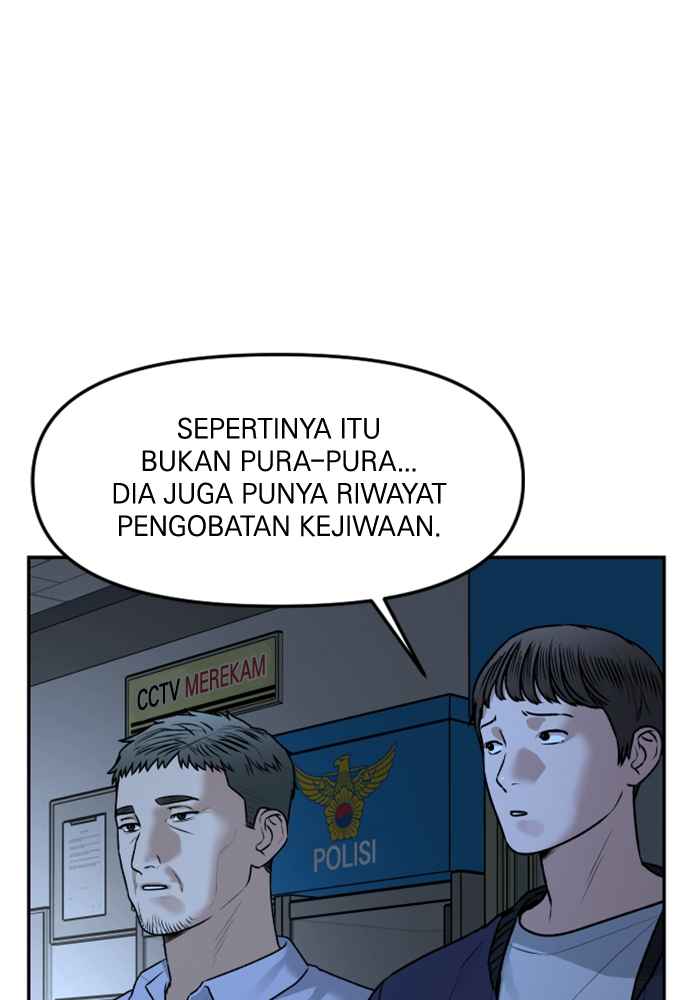 SEPERTINYA ITU
BUKAN PURA-PURA...
DIA JUGA PUNYA RIWAYAT
PENGOBATAN KEJIWAAN.
CCTV MEREKAM
POLISI